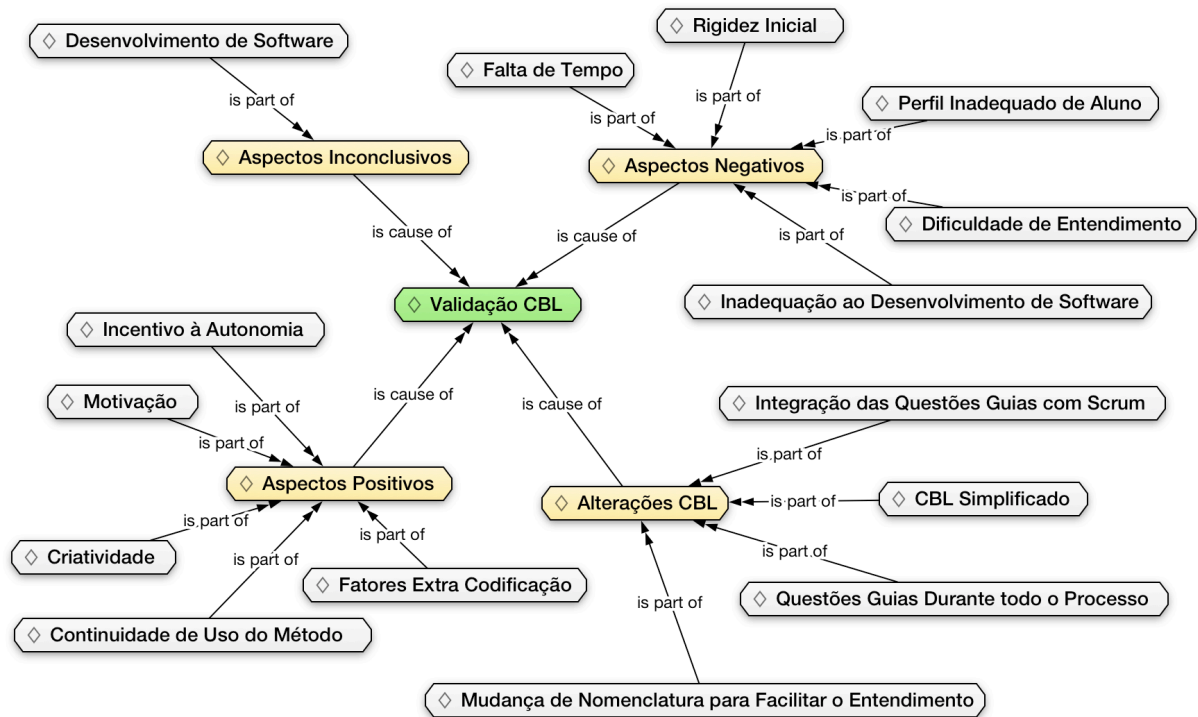 Rigidez Inicial
Desenvolvimento de Software
Falta de Tempo
is part of
is part of
Perfil Inadequado de Aluno
is part of
is part of
Aspectos Inconclusivos
Aspectos Negativos
is part of
Dificuldade de Entendimento
is cause of
is cause of
is part of
Validação CBL
Inadequação ao Desenvolvimento de Software
Incentivo à Autonomia
is cause of
Motivação
is part of
is cause of
Integração das Questões Guias com Scrum
is part of
is part of
Aspectos Positivos
Alterações CBL
is part of
CBL Simplificado
is part of
is part of
Criatividade
is part of
is part of
Fatores Extra Codificação
is part of
Questões Guias Durante todo o Processo
Continuidade de Uso do Método
Mudança de Nomenclatura para Facilitar o Entendimento